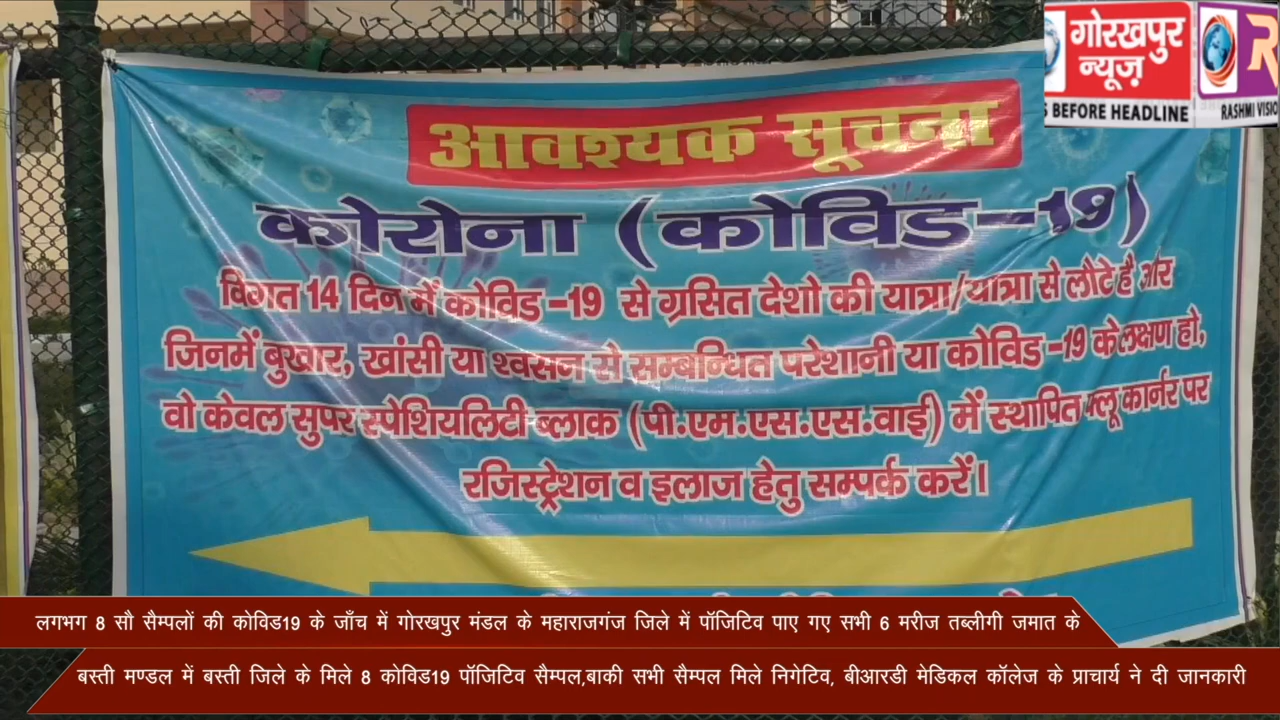 गोरखपुर
न्यूज़
S BEFORE HEADLINE
R
RASHMI VISIO
आवश्यक सूचना
कोरोना (कोविड-19)
विगत 14 दिन में कोविड-19 से ग्रसित देशो की यात्रा/यात्रा से लौटे है और
जिनमें बुखार, खांसी या श्वसन से सम्बन्धित परेशानी या कोविड-19 के लक्षण हो,
वो केवल सुपर स्पेशियलिटी ब्लाक (पी.एम.एस.एस.वाई) में स्थापित फ्लू कार्नर पर
रजिस्ट्रेशन व इलाज हेतु सम्पर्क करें।
लगभग 8 सौ सैम्पलों की कोविड19 के जाँच में गोरखपुर मंडल के महाराजगंज जिले में पॉजिटिव पाए गए सभी 6 मरीज तब्लीगी जमात के
बस्ती मण्डल में बस्ती जिले के मिले 8 कोविड19 पॉजिटिव सैम्पल,बाकी सभी सैम्पल मिले निगेटिव, बीआरडी मेडिकल कॉलेज के प्राचार्य ने दी जानकारी